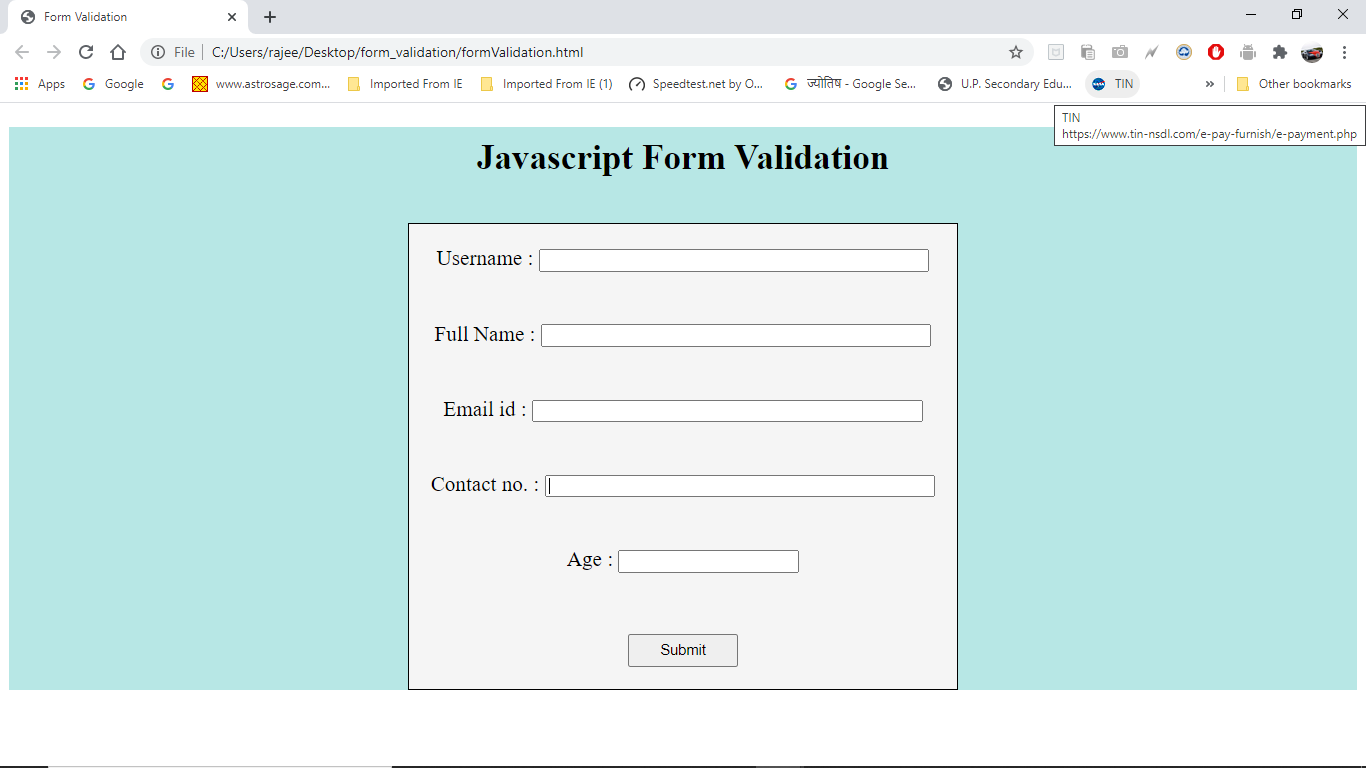 Form Validation
File C:/Users/rajee/Desktop/form_validation/formValidation.html
Apps Google www.astrosage.com... Imported From IE Imported From IE (1) Speedtest.net by O... ज्योतिष - Google Se... U.P. Secondary Edu... TIN » Other bookmarks
TIN
https://www.tin-nsdl.com/e-pay-furnish/e-payment.php
Javascript Form Validation
Username :
Full Name :
Email id :
Contact no. :
Age :
Submit